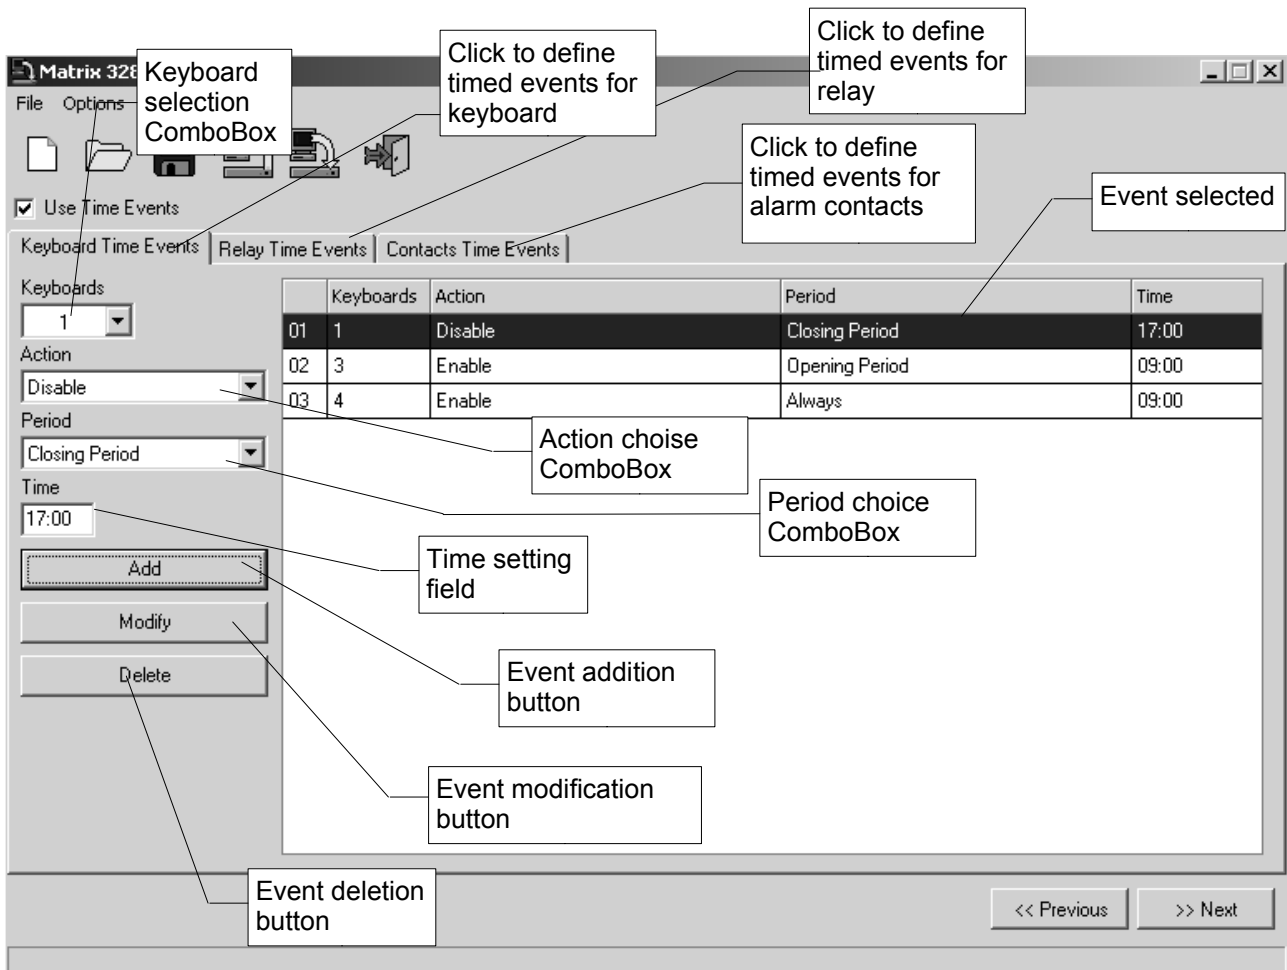 Click to define
timed events for
relay
Click to define
timed events for
keyboard
Matrix 328
Keyboard
selection
ComboBox
File Options
Click to define
timed events for
alarm contacts
Event selected
Use Time Events
Keyboard Time Events Relay Time Events Contacts Time Events
Keyboards
1
Action
Disable
Period
Closing Period
Time
17:00
Add
Modify
Delete
Keyboards Action Period Time
01 1 Disable Closing Period 17:00
02 3 Enable Opening Period 09:00
03 4 Enable Always 09:00
Action choise
ComboBox
Period choice
ComboBox
Time setting
field
Event addition
button
Event modification
button
Event deletion
button
<< Previous >> Next